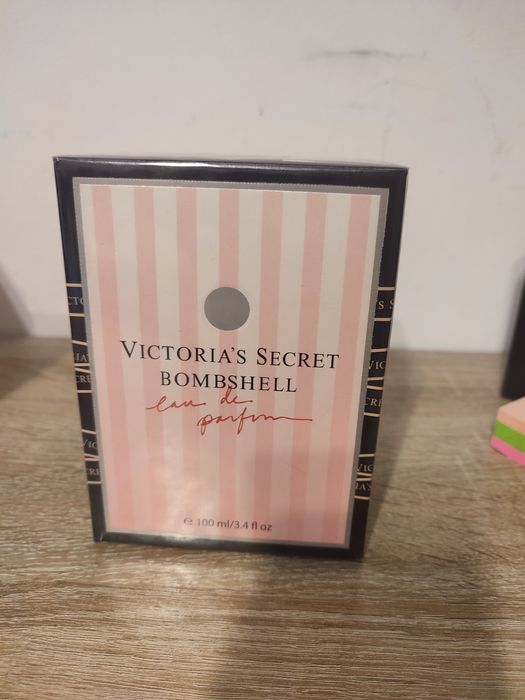 VICTORIA'S SECRET
BOMBSHELL
eau de
parfum
℮ 100 ml/3.4 fl oz